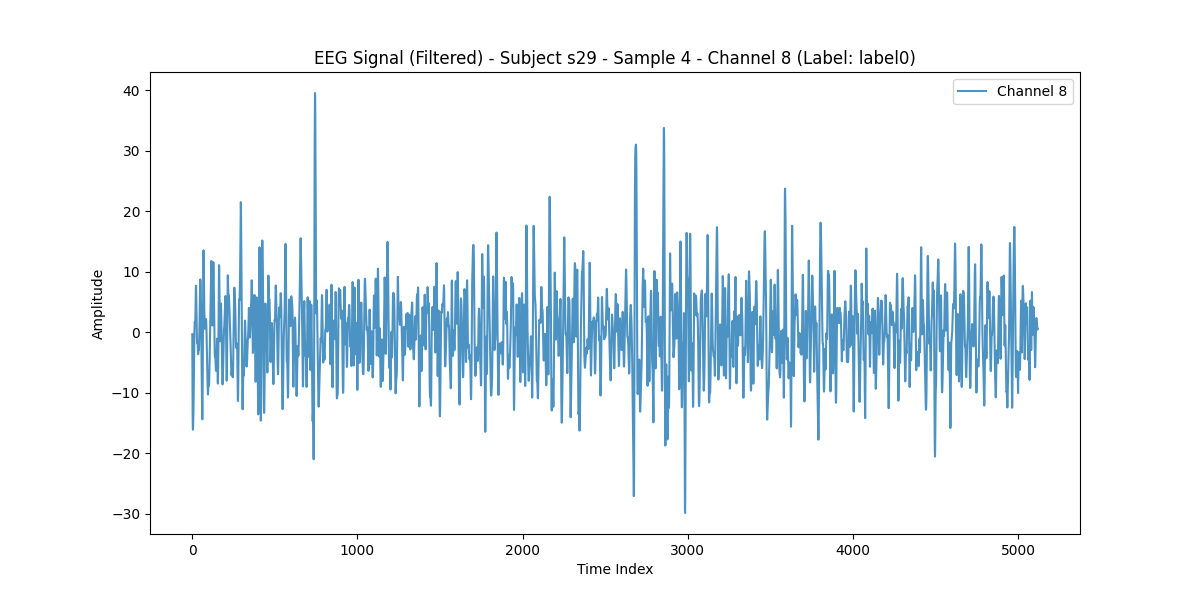 EEG Signal (Filtered) - Subject s29 - Sample 4 - Channel 8 (Label: label0)
Channel 8
40
30
20
10
0
−10
−20
−30
Amplitude
0 1000 2000 3000 4000 5000
Time Index